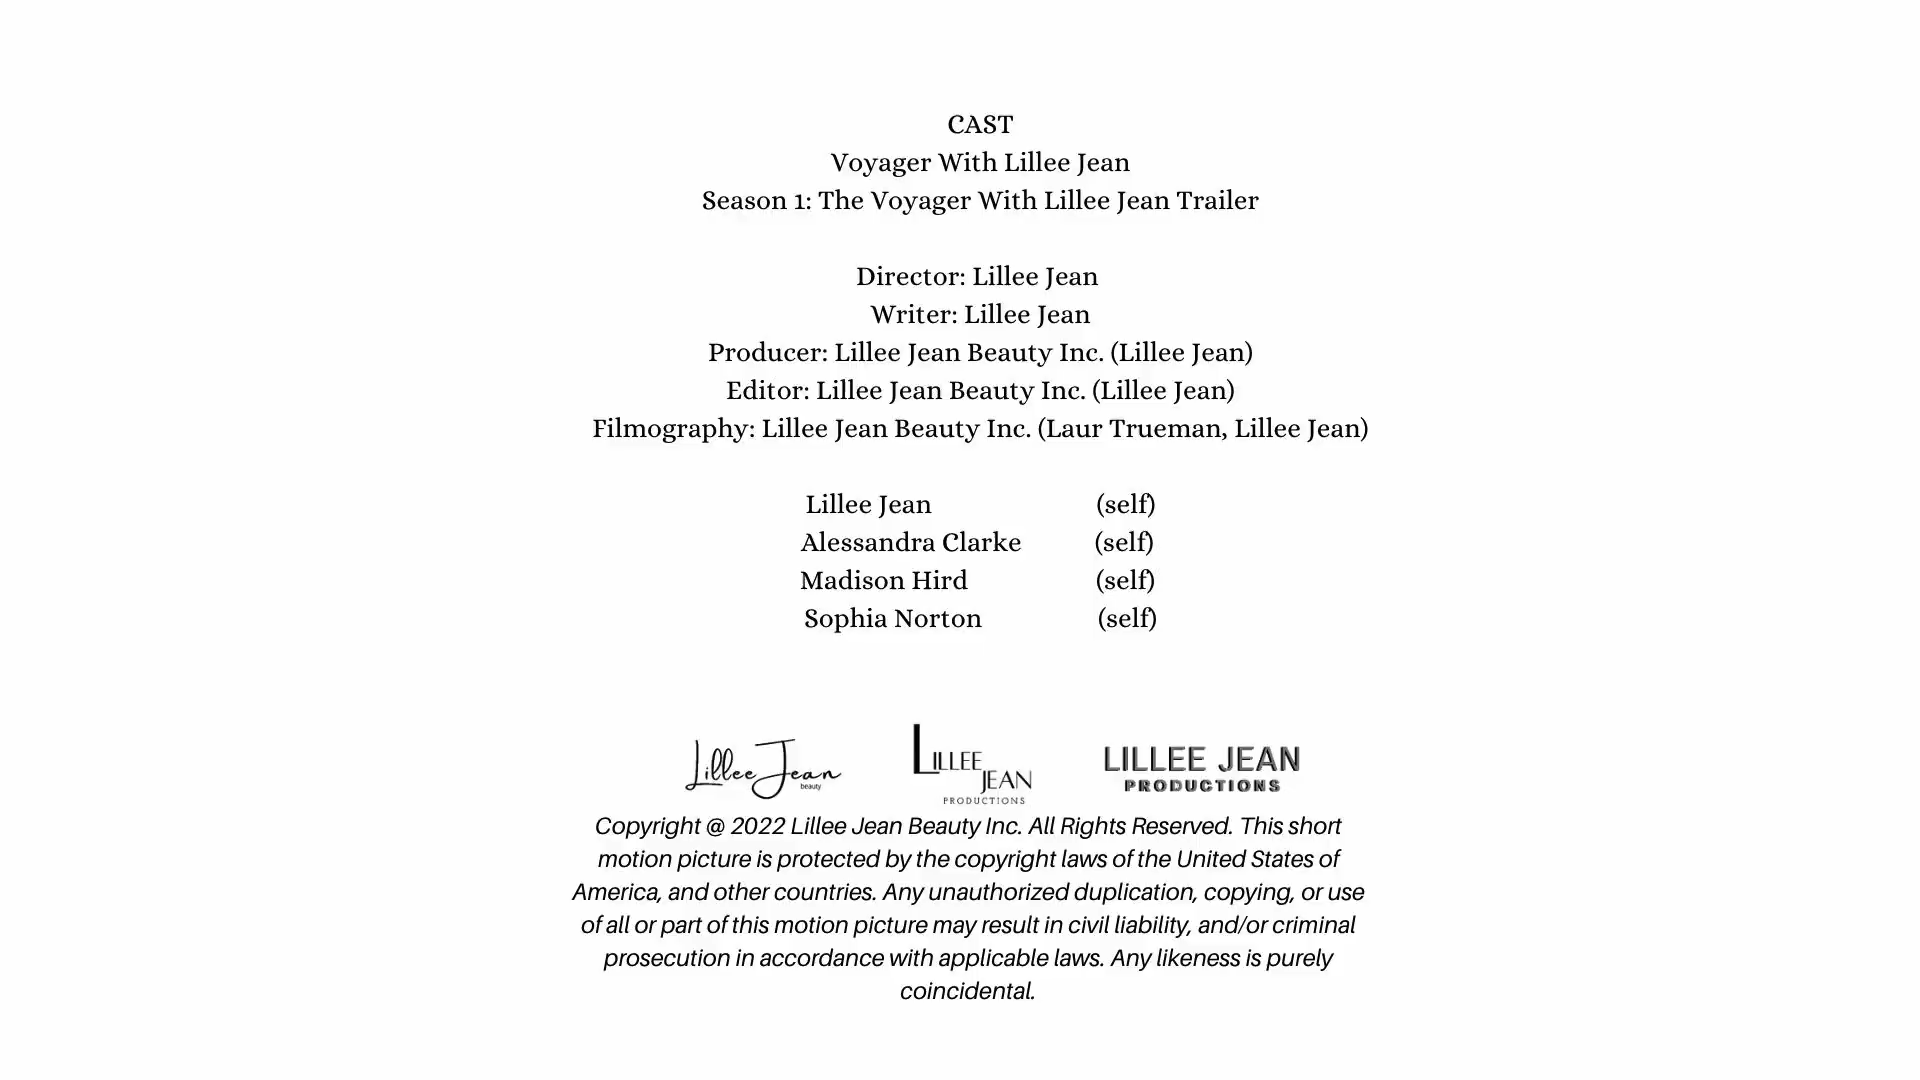 CAST
Voyager With Lillee Jean
Season 1: The Voyager With Lillee Jean Trailer
Director: Lillee Jean
Writer: Lillee Jean
Producer: Lillee Jean Beauty Inc. (Lillee Jean)
Editor: Lillee Jean Beauty Inc. (Lillee Jean)
Filmography: Lillee Jean Beauty Inc. (Laur Trueman, Lillee Jean)
Lillee Jean (self)
Alessandra Clarke (self)
Madison Hird (self)
Sophia Norton (self)
Lillee Jean
beauty
LILLEE
JEAN
PRODUCTIONS
LILLEE JEAN
PRODUCTIONS
Copyright @ 2022 Lillee Jean Beauty Inc. All Rights Reserved. This short
motion picture is protected by the copyright laws of the United States of
America, and other countries. Any unauthorized duplication, copying, or use
of all or part of this motion picture may result in civil liability, and/or criminal
prosecution in accordance with applicable laws. Any likeness is purely
coincidental.